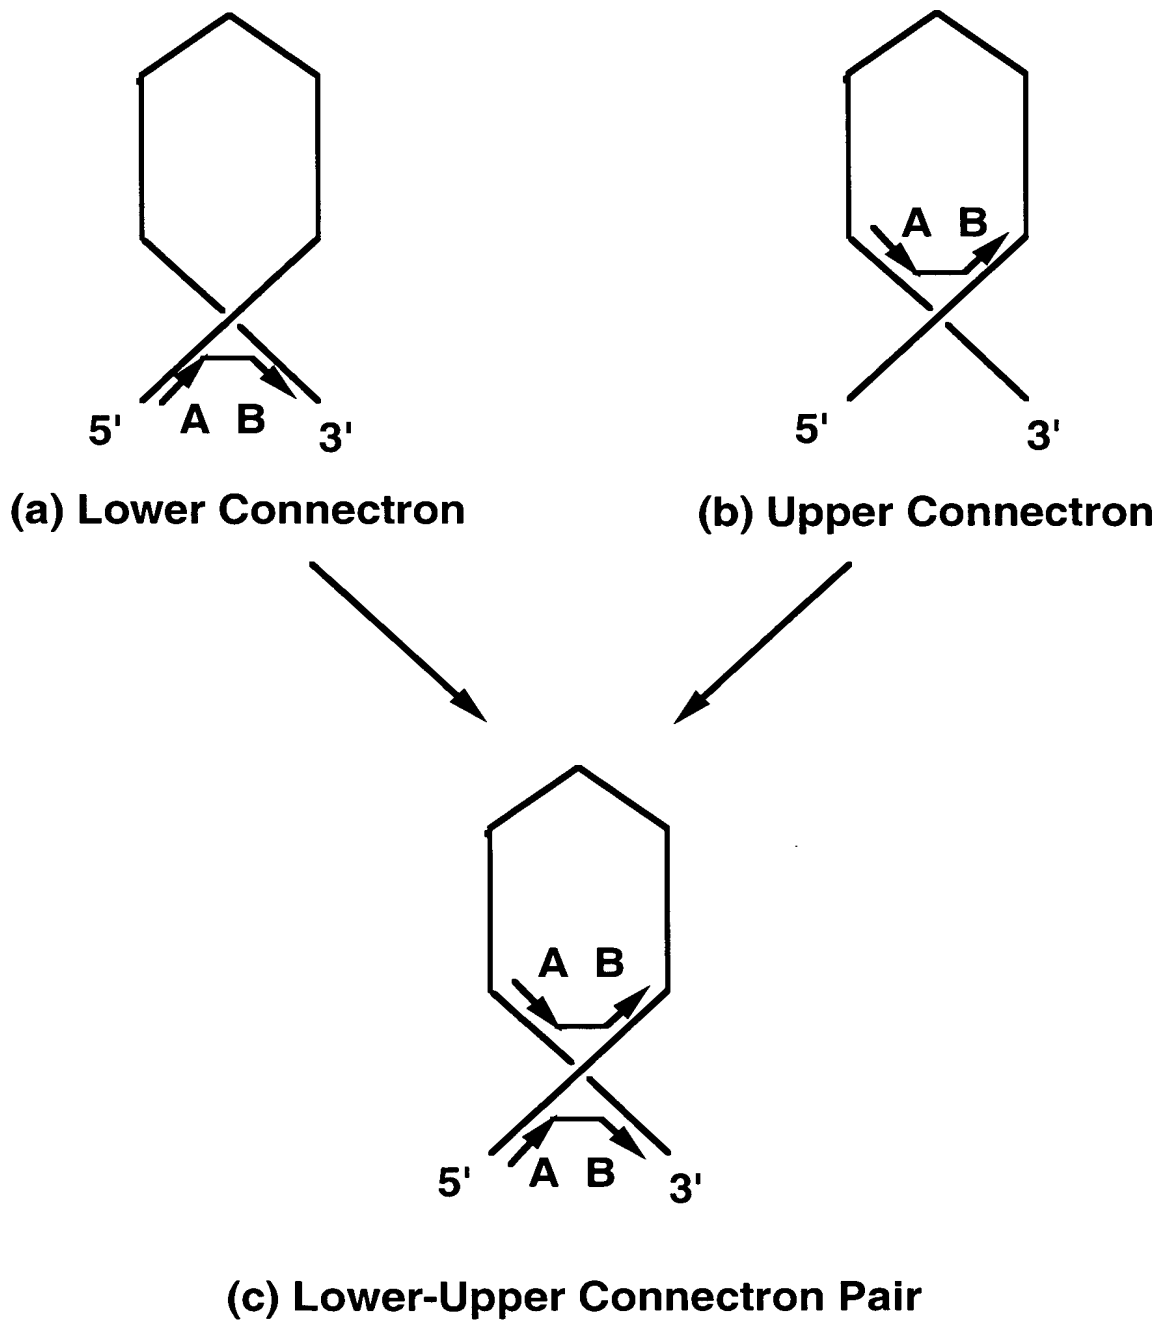 A B
5' A B 3'
5' 3'
(a) Lower Connectron
(b) Upper Connectron
A B
5' A B 3'
(c) Lower-Upper Connectron Pair